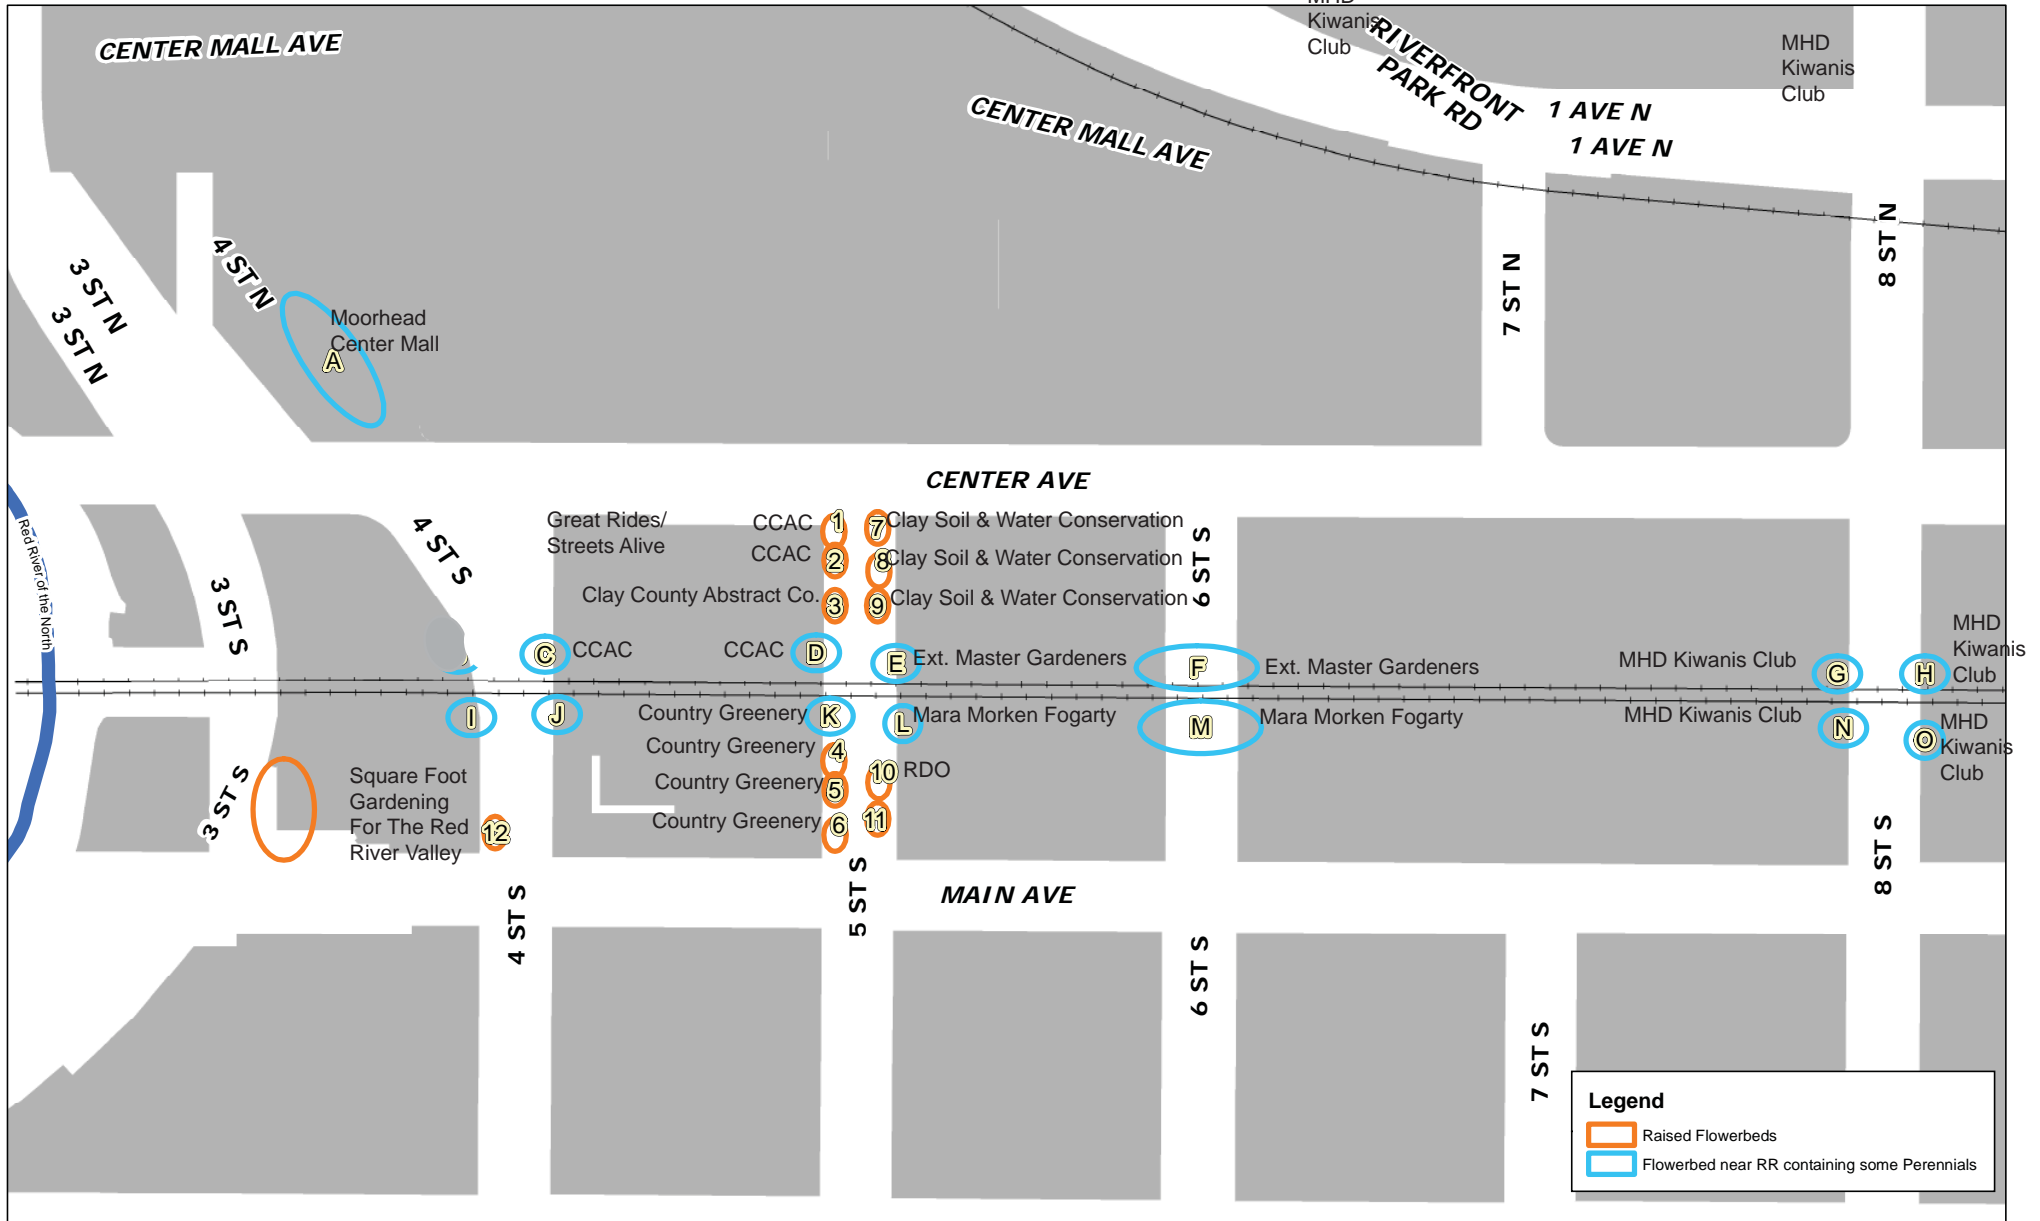 MHD
Kiwanis
Club
MHD
Kiwanis
Club
CENTER MALL AVE
RIVERFRONT
PARK RD
1 AVE N
1 AVE N
CENTER MALL AVE
3 ST N
3 ST N
4 ST N
7 ST N
8 ST N
Moorhead
Center Mall
A
CENTER AVE
Red River of the North
3 ST S
4 ST S
Great Rides/
Streets Alive
CCAC 1
CCAC 2
Clay County Abstract Co. 3
7 Clay Soil & Water Conservation
8 Clay Soil & Water Conservation
9 Clay Soil & Water Conservation
6 ST S
C CCAC
CCAC D
E Ext. Master Gardeners
F Ext. Master Gardeners
MHD Kiwanis Club G
H MHD
Kiwanis
Club
I
J
Country Greenery K
L Mara Morken Fogarty
M Mara Morken Fogarty
MHD Kiwanis Club N
O MHD
Kiwanis
Club
Country Greenery 4
Country Greenery 5
Country Greenery 6
10 RDO
11
3 ST S
Square Foot
Gardening
For The Red
River Valley
12
MAIN AVE
4 ST S
5 ST S
6 ST S
7 ST S
8 ST S
Legend
Raised Flowerbeds
Flowerbed near RR containing some Perennials